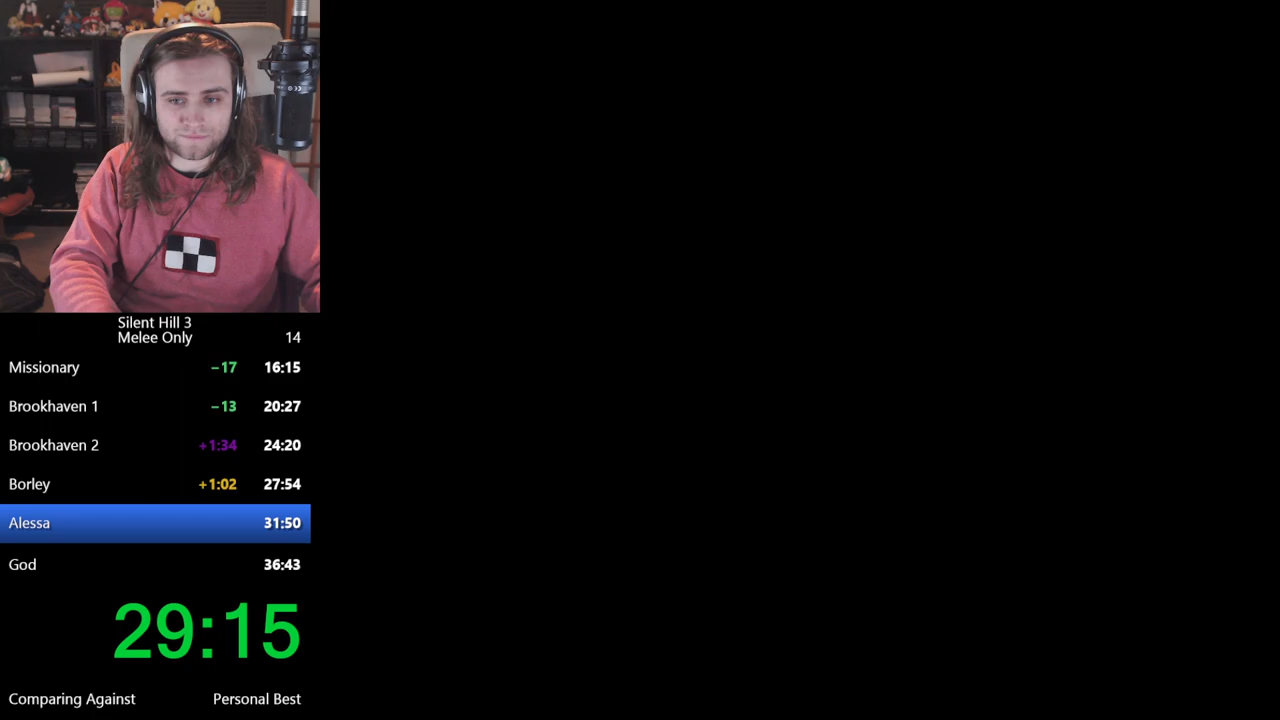 Silent Hill 3
Melee Only 14
Missionary −17 16:15
Brookhaven 1 −13 20:27
Brookhaven 2 +1:34 24:20
Borley +1:02 27:54
Alessa 31:50
God 36:43
29:15
Comparing Against Personal Best